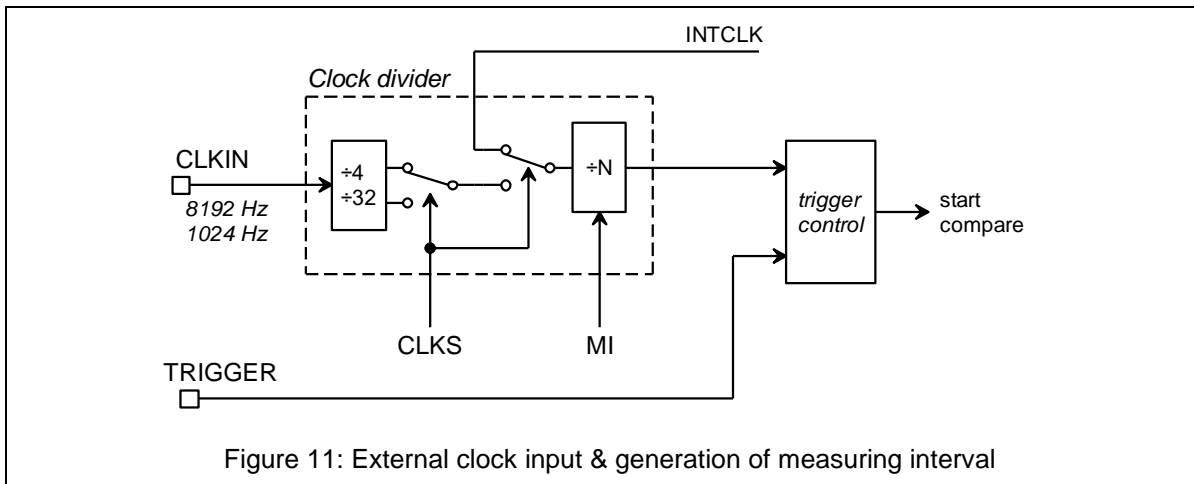 INTCLK
Clock divider
CLKIN
÷4
÷32
÷N
8192 Hz
1024 Hz
trigger
control
start
compare
CLKS
MI
TRIGGER
Figure 11: External clock input & generation of measuring interval